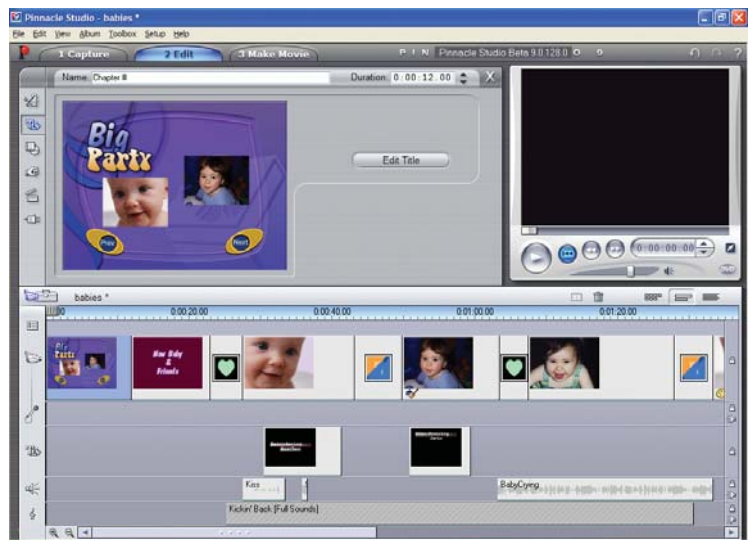 Pinnacle Studio - babies *
File Edit View Album Toolbox Setup Help
1 Capture 2 Edit 3 Make Movie P I N Pinnacle Studio Beta 9.0.128.0 ?
Name: Chapter II Duration: 0:00:12.00 X
Big
Party
Prev Next
Edit Title
0:00:00.00
babies *
0:00:20.00 0:00:40.00 0:01:00.00 0:01:20.00
Big
Party
New Baby
&
Friends
Kiss
BabyCrying
Kickin' Back [Full Sounds]